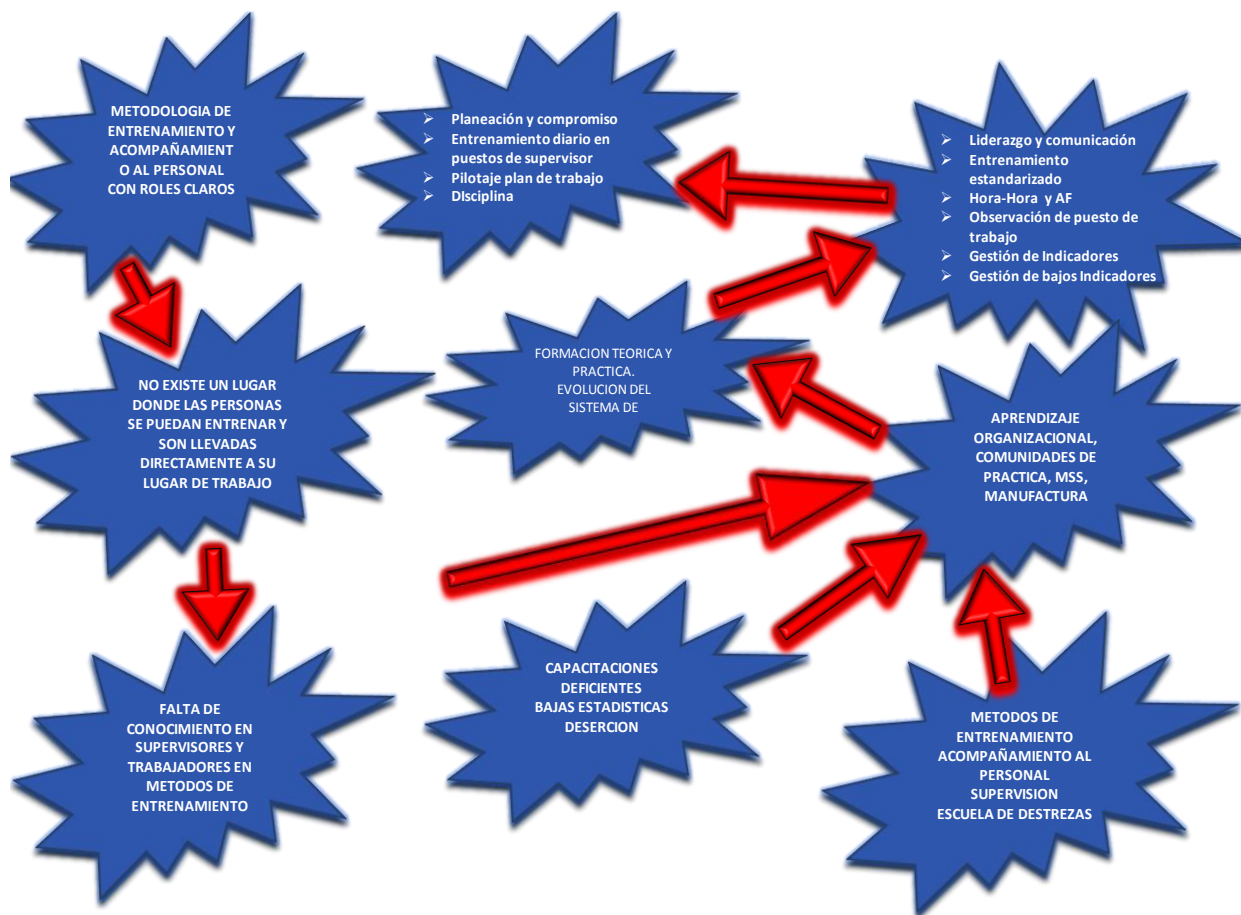 METODOLOGIA DE
ENTRENAMIENTO Y
ACOMPAÑAMIENT
O AL PERSONAL
CON ROLES CLAROS
➢ Planeación y compromiso
➢ Entrenamiento diario en
puestos de supervisor
➢ Pilotaje plan de trabajo
➢ DIsciplina
➢ Liderazgo y comunicación
➢ Entrenamiento
estandarizado
➢ Hora-Hora y AF
➢ Observación de puesto de
trabajo
➢ Gestión de Indicadores
➢ Gestión de bajos Indicadores
NO EXISTE UN LUGAR
DONDE LAS PERSONAS
SE PUEDAN ENTRENAR Y
SON LLEVADAS
DIRECTAMENTE A SU
LUGAR DE TRABAJO
FORMACION TEORICA Y
PRACTICA.
EVOLUCION DEL
SISTEMA DE
APRENDIZAJE
ORGANIZACIONAL,
COMUNIDADES DE
PRACTICA, MSS,
MANUFACTURA
FALTA DE
CONOCIMIENTO EN
SUPERVISORES Y
TRABAJADORES EN
METODOS DE
ENTRENAMIENTO
CAPACITACIONES
DEFICIENTES
BAJAS ESTADISTICAS
DESERCION
METODOS DE
ENTRENAMIENTO
ACOMPAÑAMIENTO AL
PERSONAL
SUPERVISION
ESCUELA DE DESTREZAS